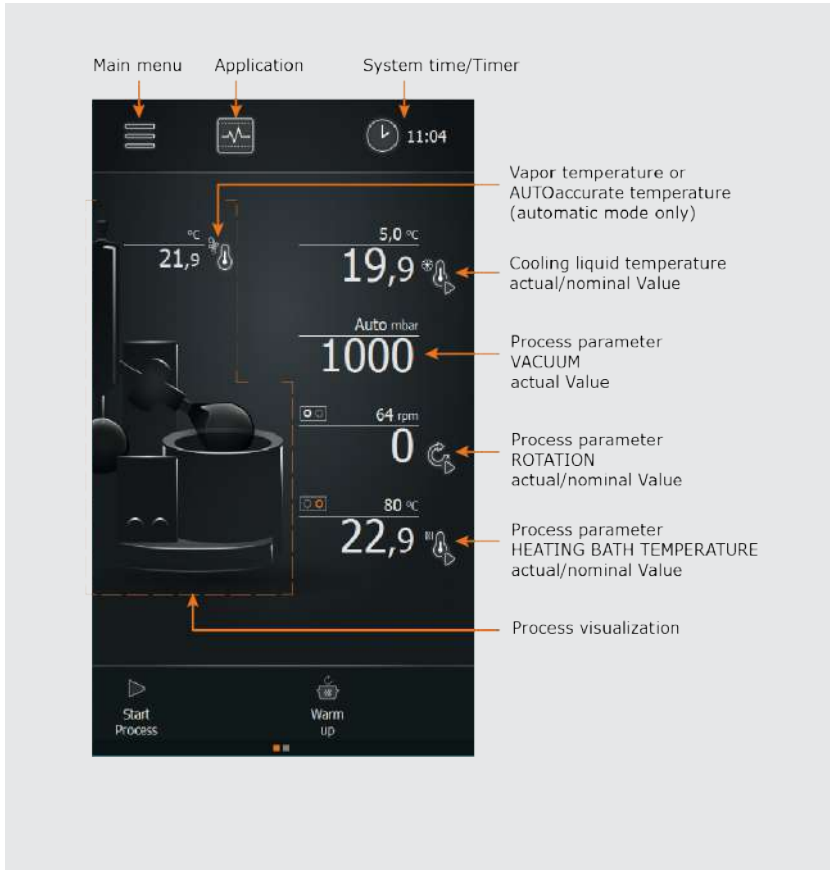 Main menu
Application
System time/Timer
11:04
Vapor temperature or
AUTOaccurate temperature
(automatic mode only)
°C
21,9
5,0 °C
19,9
Cooling liquid temperature
actual/nominal Value
Auto mbar
1000
Process parameter
VACUUM
actual Value
64 rpm
0
Process parameter
ROTATION
actual/nominal Value
80 °C
22,9
Process parameter
HEATING BATH TEMPERATURE
actual/nominal Value
Process visualization
Start
Process
Warm
up